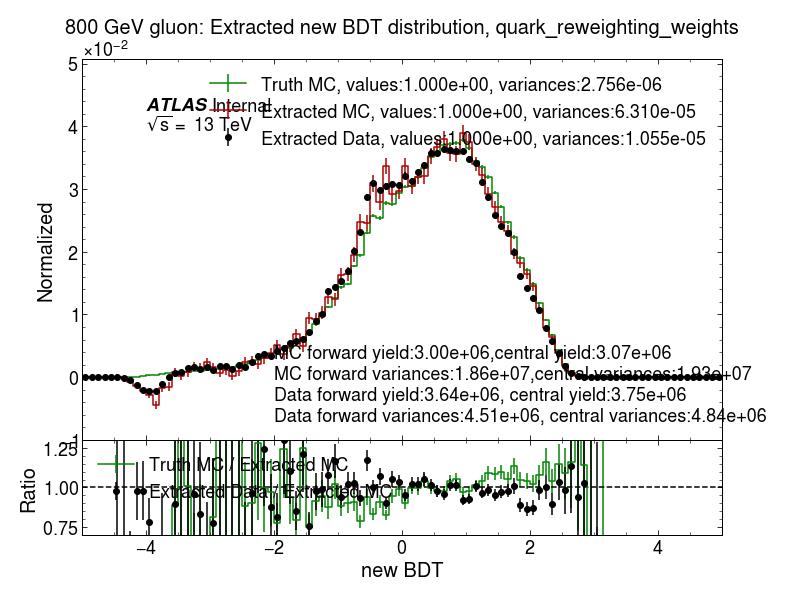 800 GeV gluon: Extracted new BDT distribution, quark_reweighting_weights
×10⁻²
Truth MC, values:1.000e+00, variances:2.756e-06
ATLAS Internal
Extracted MC, values:1.000e+00, variances:6.310e-05
√s = 13 TeV
Extracted Data, values:1.000e+00, variances:1.055e-05
5
4
3
2
1
0
−1
Normalized
MC forward yield:3.00e+06,central yield:3.07e+06
MC forward variances:1.86e+07,central variances:1.93e+07
Data forward yield:3.64e+06, central yield:3.75e+06
Data forward variances:4.51e+06, central variances:4.84e+06
1.25
1.00
0.75
Ratio
Truth MC / Extracted MC
Extracted Data / Extracted MC
−4 −2 0 2 4
new BDT